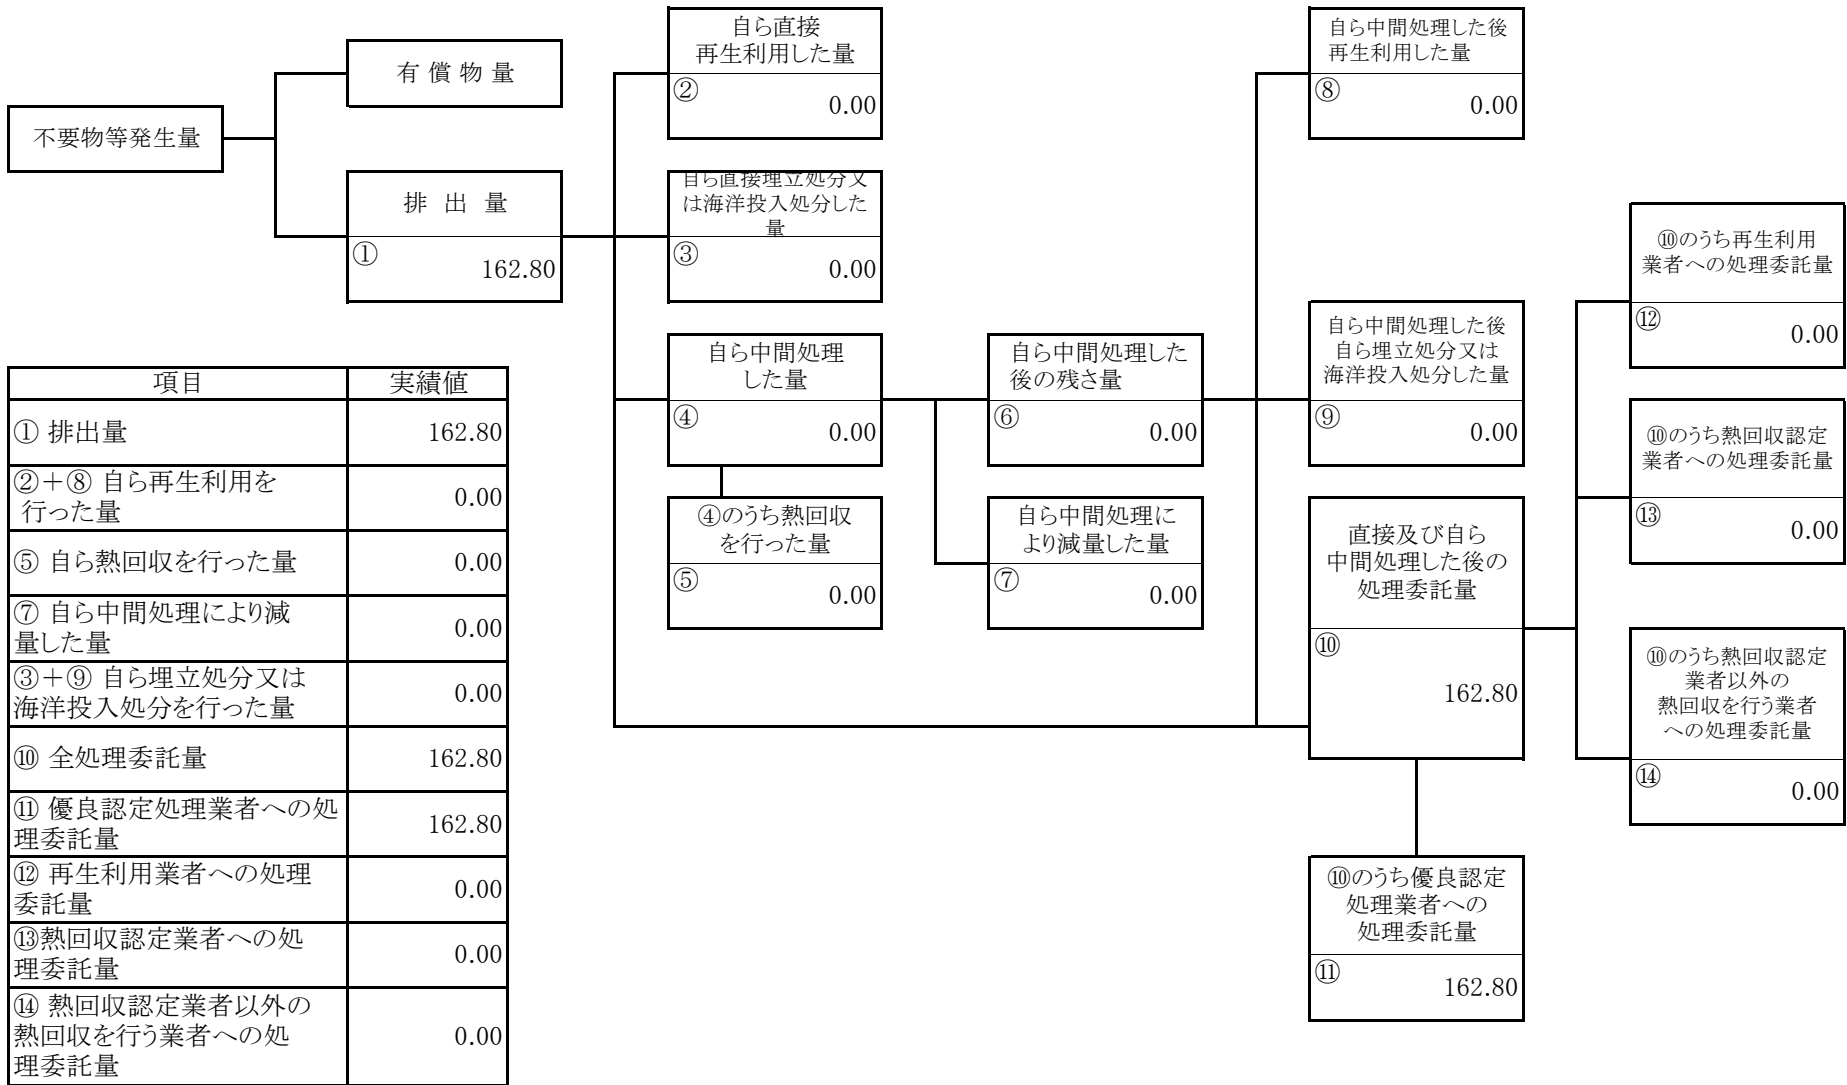 不要物等発生量
有 償 物 量
排 出 量
①
162.80
自ら直接
再生利用した量
②
0.00
自ら直接埋立処分又
は海洋投入処分した
量
③
0.00
自ら中間処理
した量
④
0.00
④のうち熱回収
を行った量
⑤
0.00
自ら中間処理した
後の残さ量
⑥
0.00
自ら中間処理に
より減量した量
⑦
0.00
自ら中間処理した後
再生利用した量
⑧
0.00
自ら中間処理した後
自ら埋立処分又は
海洋投入処分した量
⑨
0.00
直接及び自ら
中間処理した後の
処理委託量
⑩
162.80
⑩のうち優良認定
処理業者への
処理委託量
⑪
162.80
⑩のうち再生利用
業者への処理委託量
⑫
0.00
⑩のうち熱回収認定
業者への処理委託量
⑬
0.00
⑩のうち熱回収認定
業者以外の
熱回収を行う業者
への処理委託量
⑭
0.00
項目 実績値
① 排出量 162.80
②+⑧ 自ら再生利用を
行った量 0.00
⑤ 自ら熱回収を行った量 0.00
⑦ 自ら中間処理により減
量した量 0.00
③+⑨ 自ら埋立処分又は
海洋投入処分を行った量 0.00
⑩ 全処理委託量 162.80
⑪ 優良認定処理業者への処
理委託量 162.80
⑫ 再生利用業者への処理
委託量 0.00
⑬熱回収認定業者への処
理委託量 0.00
⑭ 熱回収認定業者以外の
熱回収を行う業者への処
理委託量 0.00